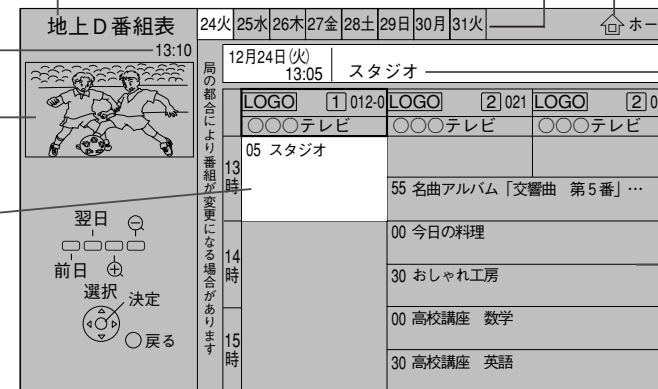 地上D番組表
24火 25水 26木 27金 28土 29日 30月 31火
ホー
13:10
12月24日(火)
13:05 スタジオ
局の都合により番組が変更になる場合があります
LOGO 1 012-0 LOGO 2 021 LOGO 2 0
○○○テレビ ○○○テレビ ○○○テレビ
13時
05 スタジオ
55 名曲アルバム「交響曲 第5番」…
14時
00 今日の料理
30 おしゃれ工房
15時
00 高校講座 数学
30 高校講座 英語
翌日
前日
選択
決定
戻る